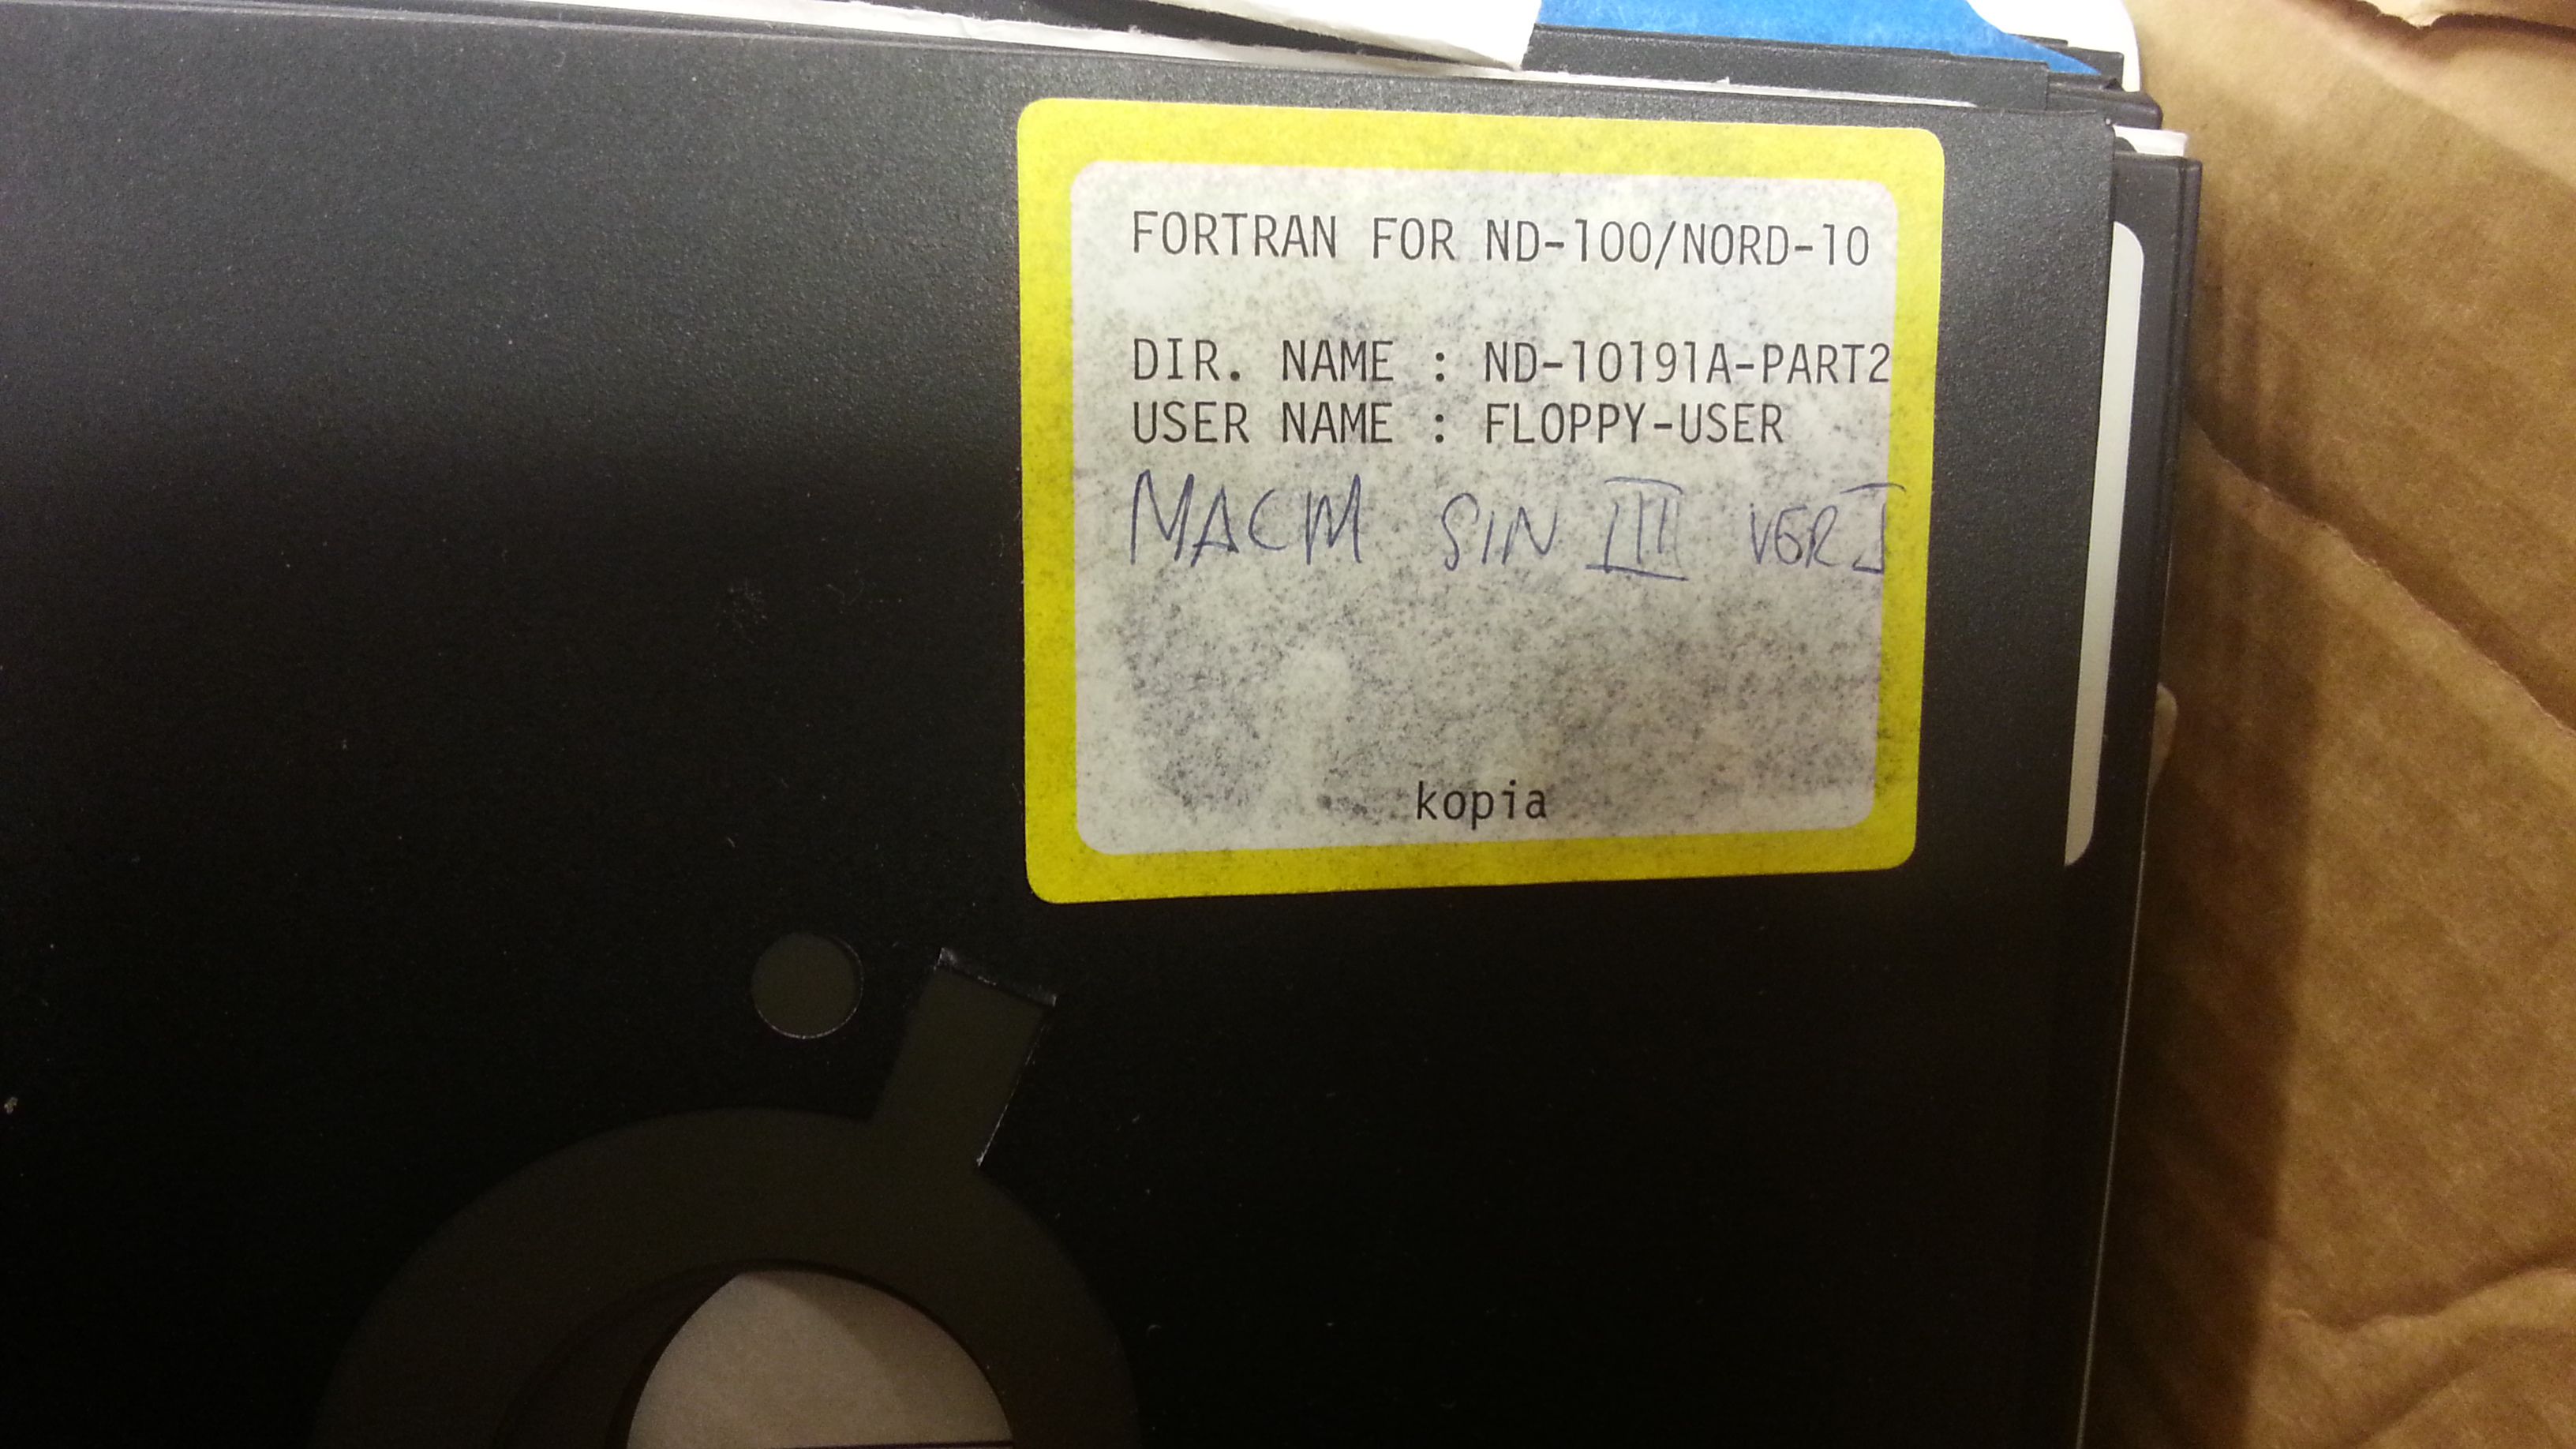 FORTRAN FOR ND-100/NORD-10
DIR. NAME : ND-10191A-PART2
USER NAME : FLOPPY-USER
MACM SIN III VER I
kopia